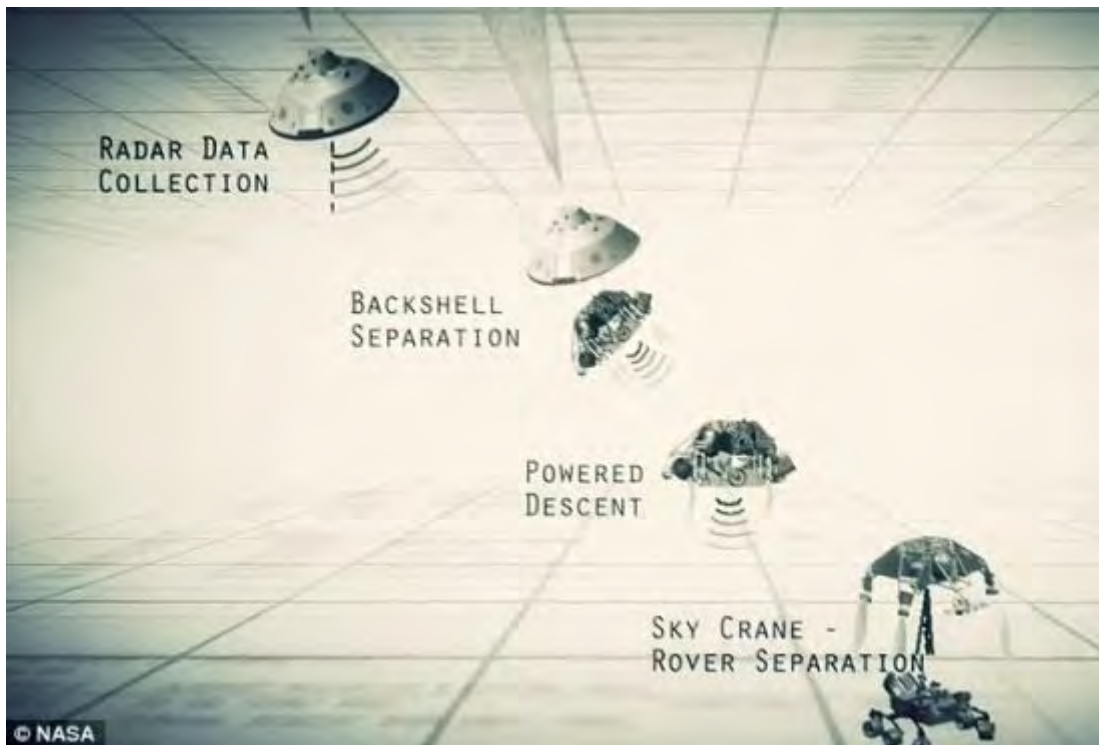 RADAR DATA
COLLECTION
BACKSHELL
SEPARATION
POWERED
DESCENT
SKY CRANE -
ROVER SEPARATION
© NASA